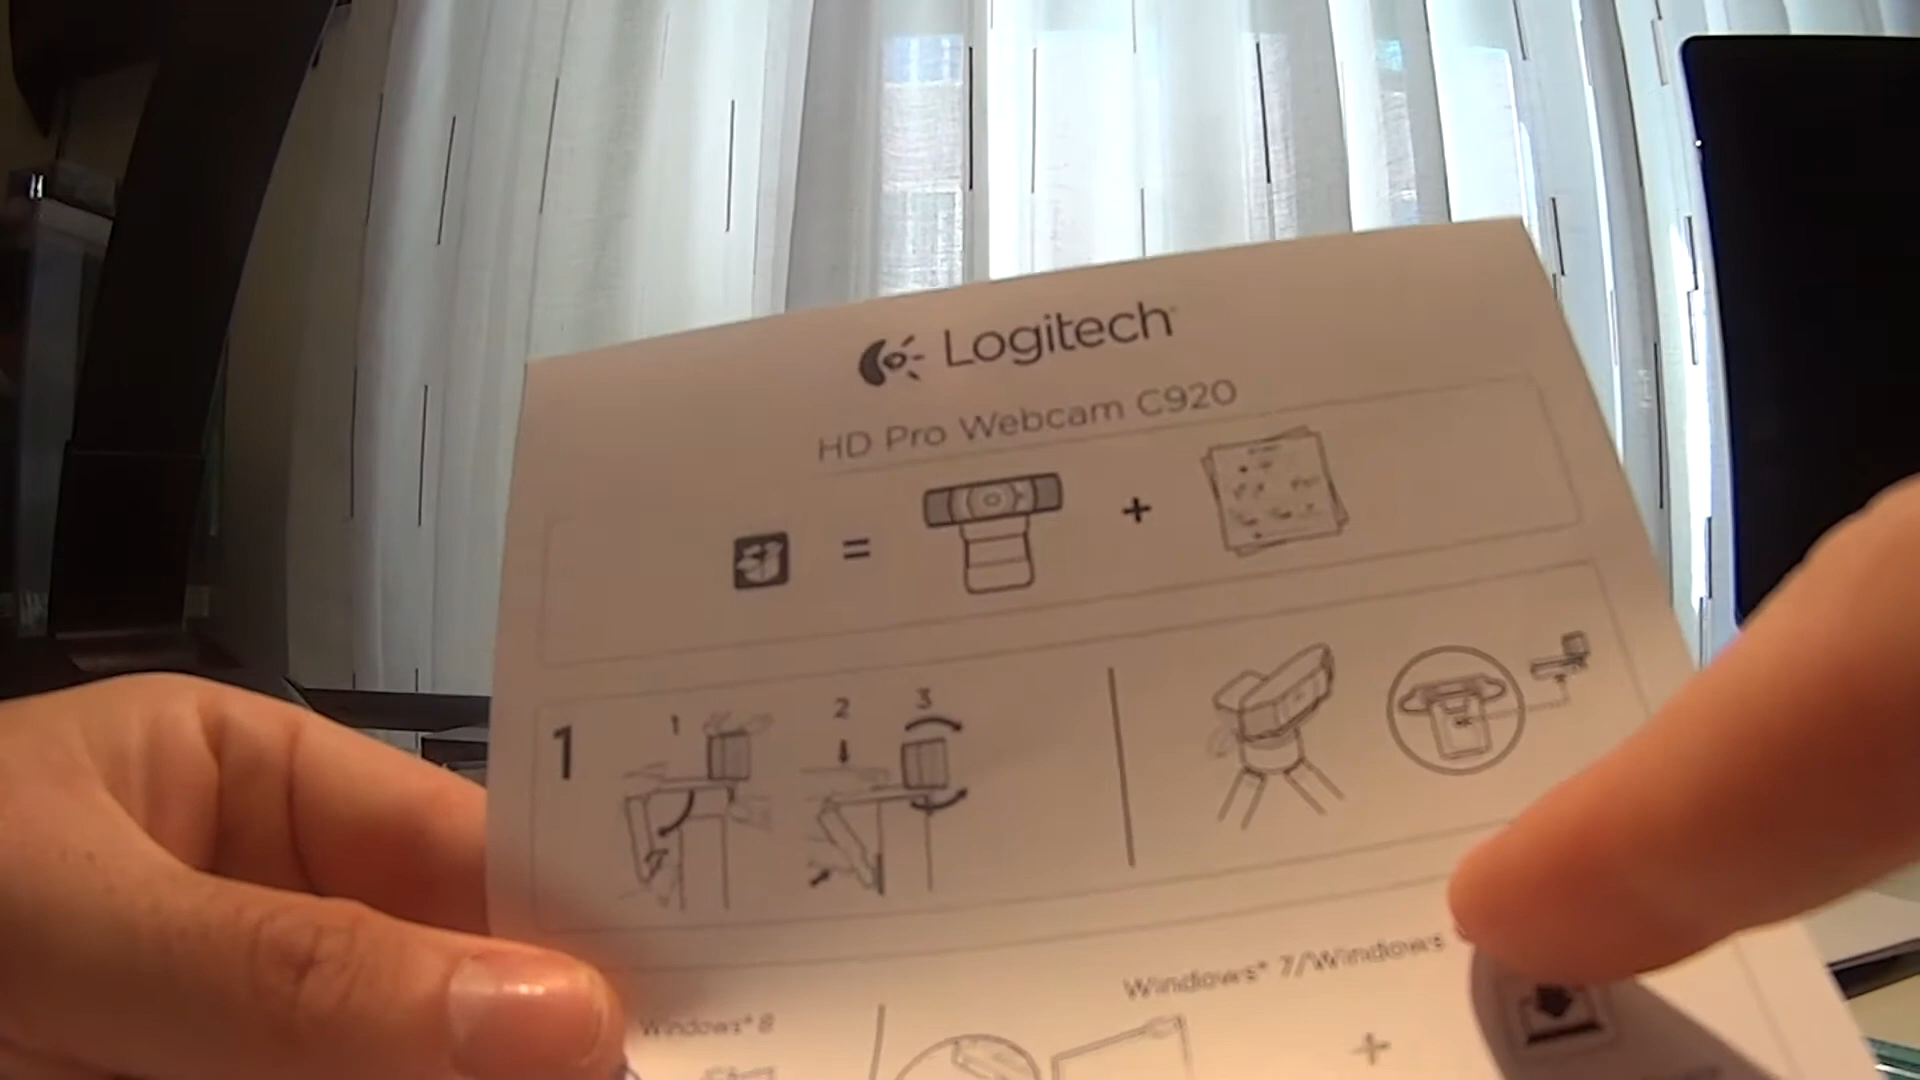 Logitech
HD Pro Webcam C920
= +
1
1 2 3
Windows® 7/Windows
Windows® 8
+